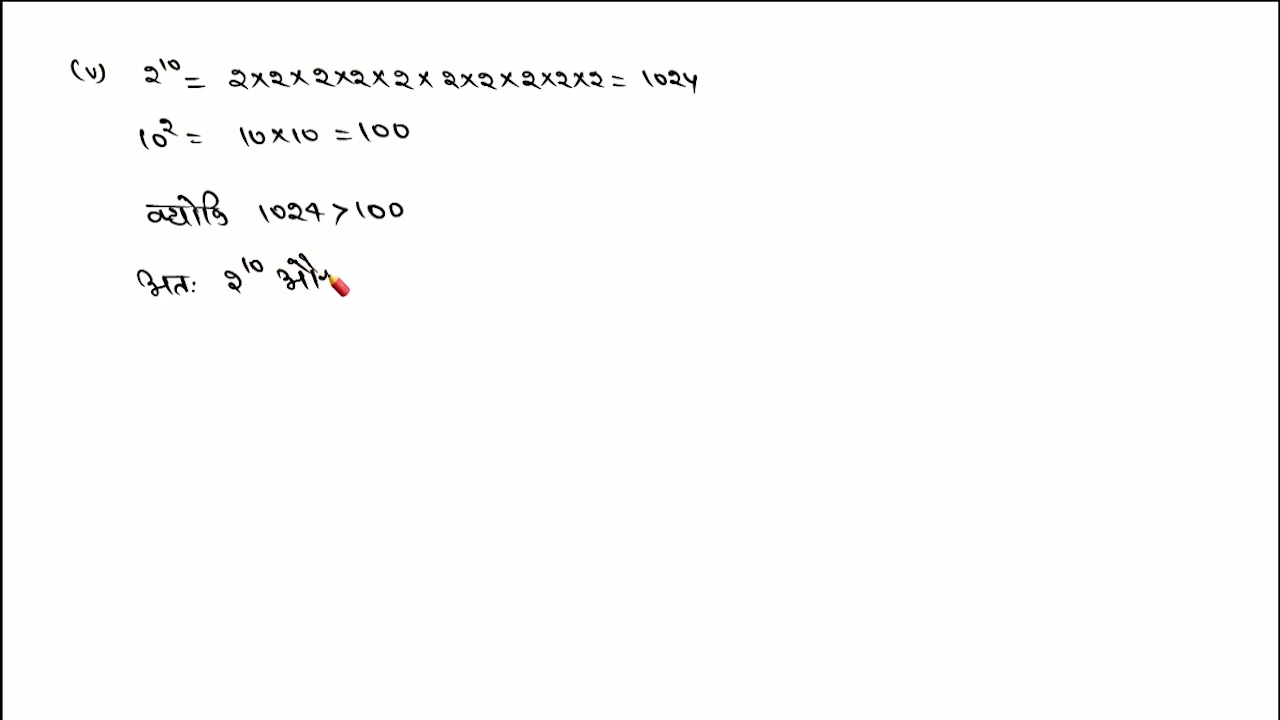 (v) 2¹⁰ = 2×2×2×2×2×2×2×2×2×2 = 1024
10² = 10×10 = 100
क्योकि 1024 > 100
अतः 2¹⁰